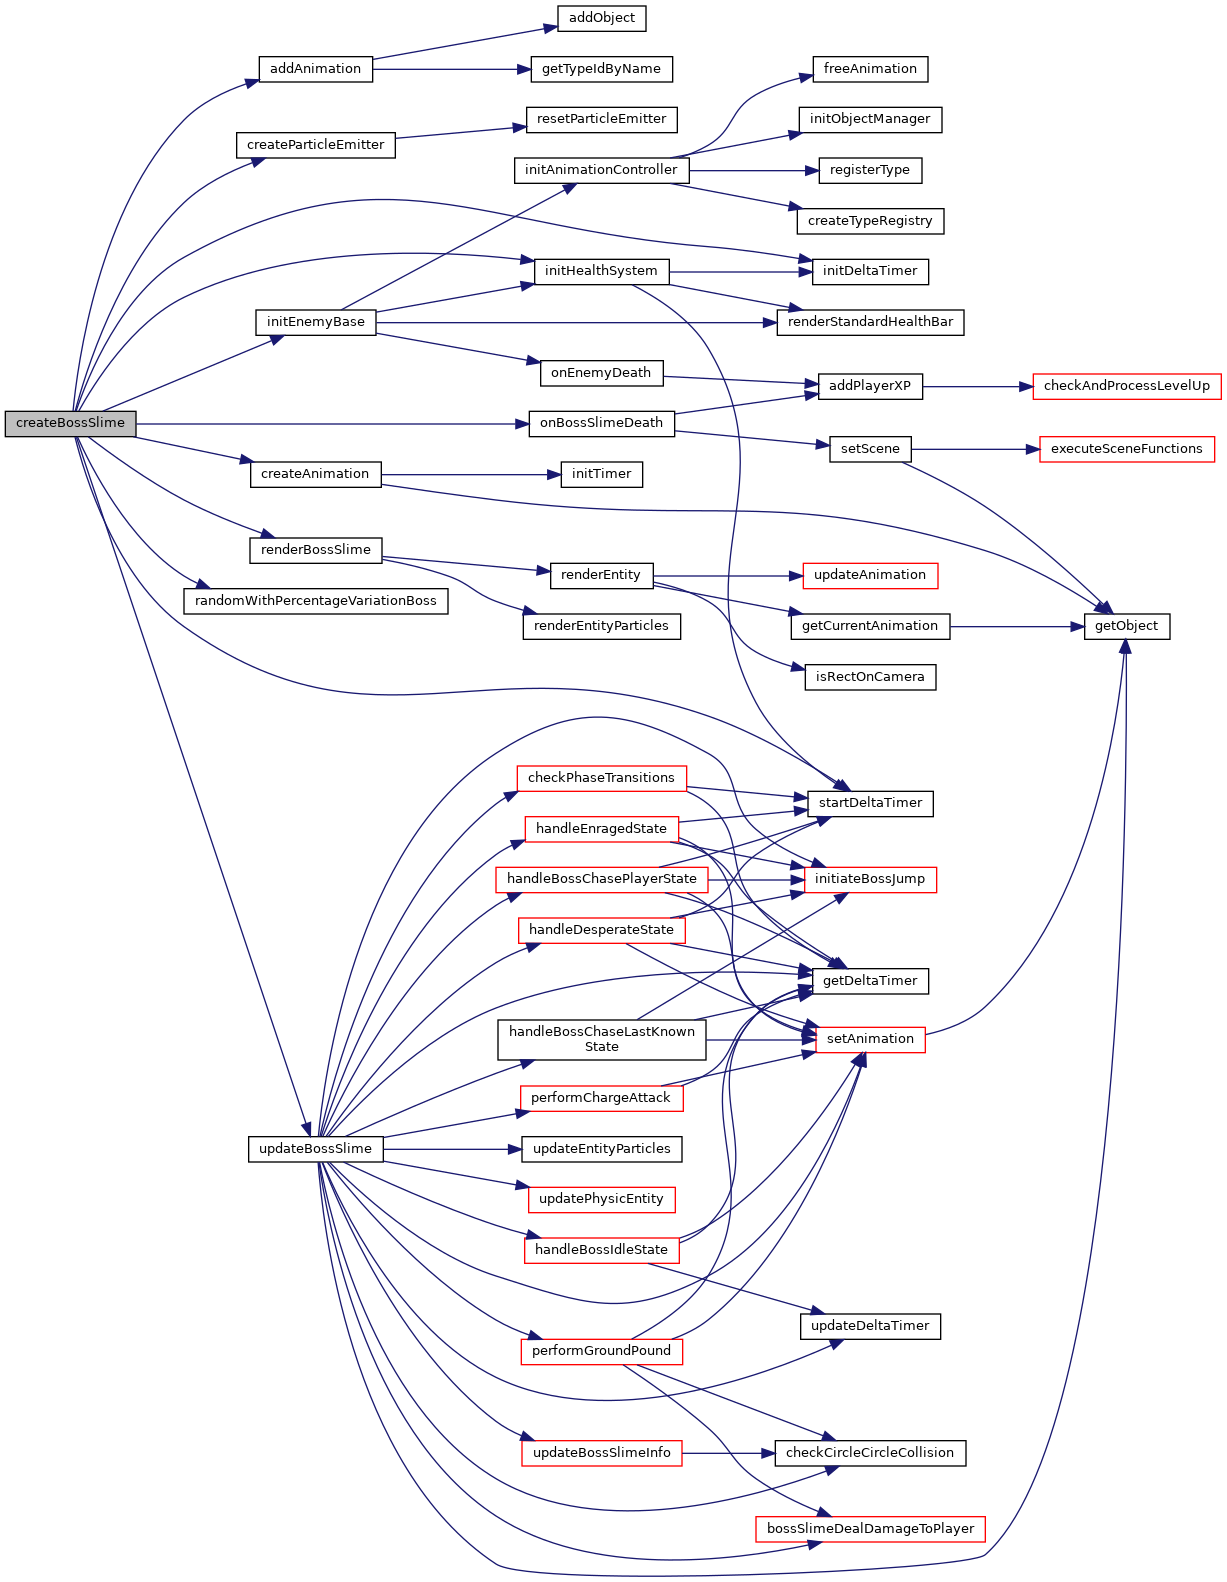 addObject
addAnimation
getTypeIdByName
freeAnimation
resetParticleEmitter
initObjectManager
createParticleEmitter
initAnimationController
registerType
createTypeRegistry
initHealthSystem
initDeltaTimer
initEnemyBase
renderStandardHealthBar
onEnemyDeath
addPlayerXP
checkAndProcessLevelUp
createBossSlime
onBossSlimeDeath
setScene
executeSceneFunctions
createAnimation
initTimer
renderBossSlime
renderEntity
updateAnimation
randomWithPercentageVariationBoss
renderEntityParticles
getCurrentAnimation
getObject
isRectOnCamera
checkPhaseTransitions
startDeltaTimer
handleEnragedState
handleBossChasePlayerState
initiateBossJump
handleDesperateState
getDeltaTimer
handleBossChaseLastKnown
State
setAnimation
performChargeAttack
updateBossSlime
updateEntityParticles
updatePhysicEntity
handleBossIdleState
updateDeltaTimer
performGroundPound
updateBossSlimeInfo
checkCircleCircleCollision
bossSlimeDealDamageToPlayer